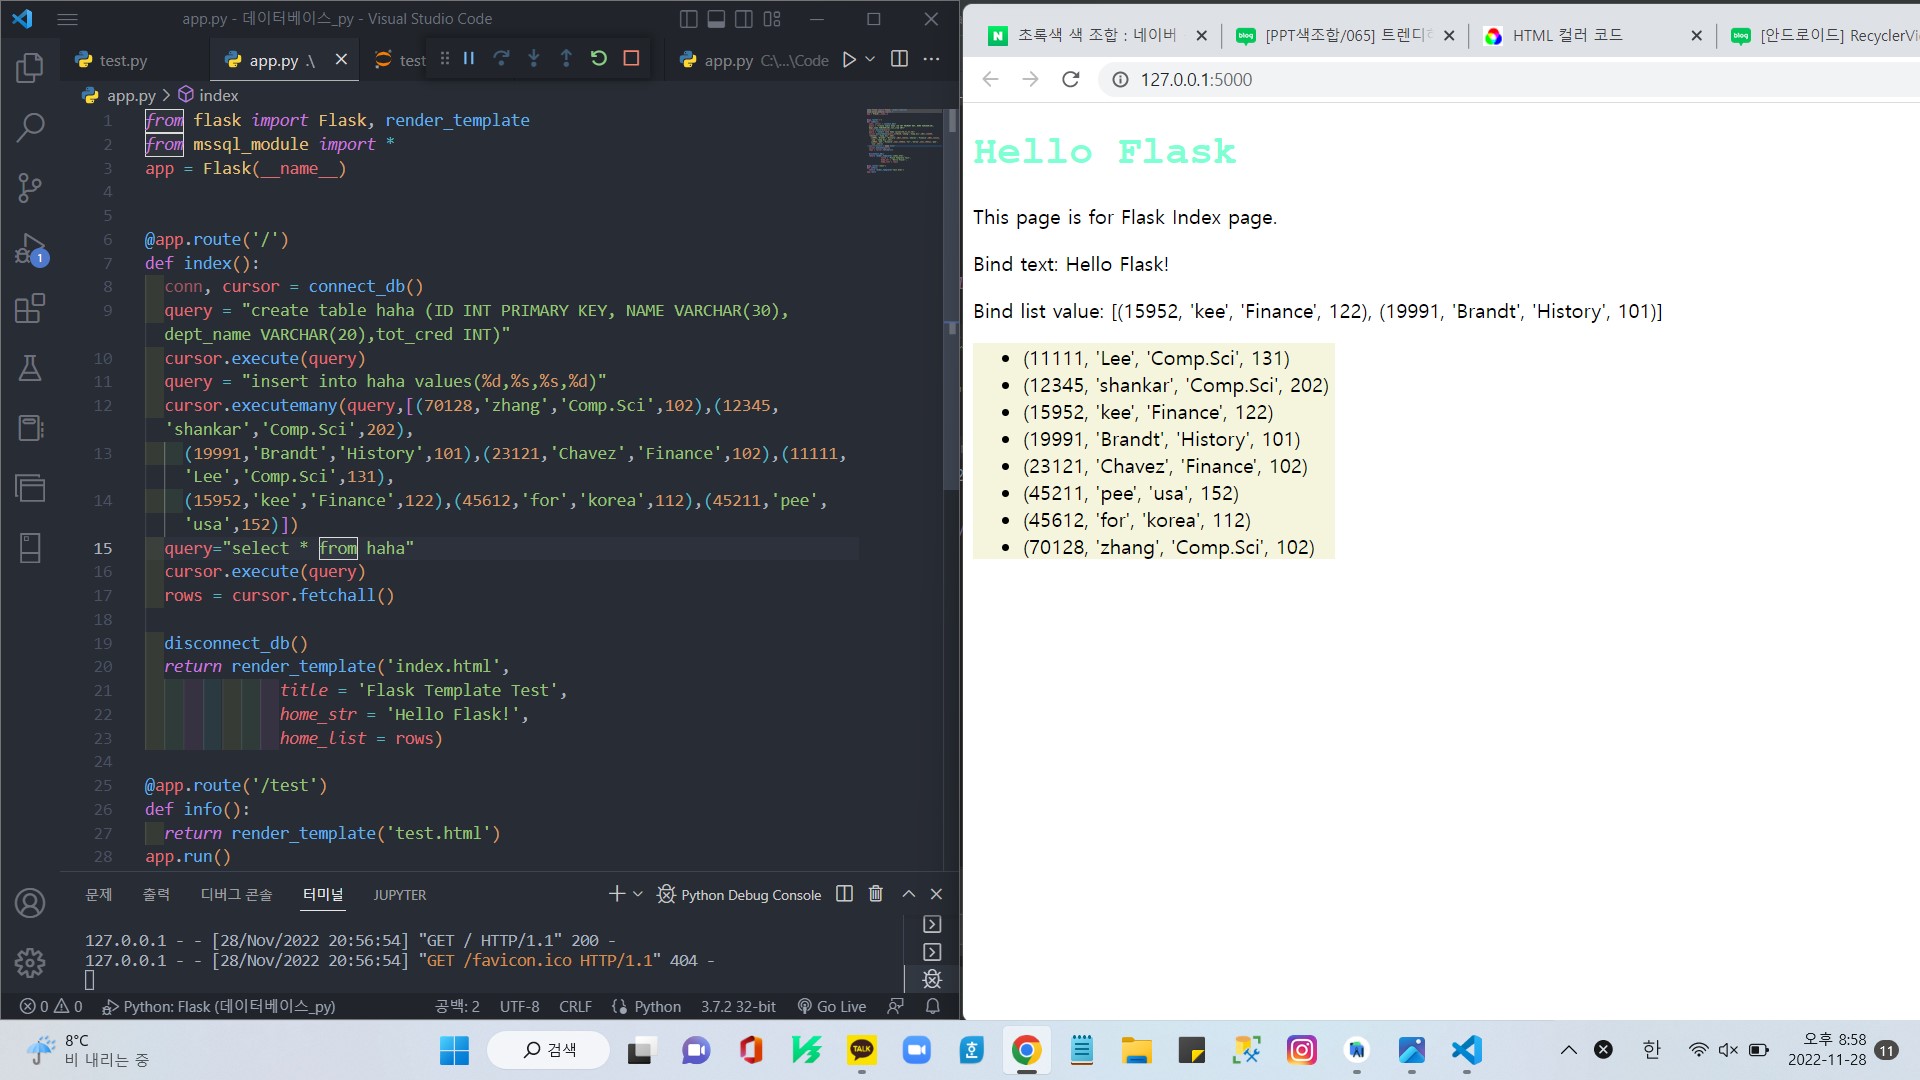 app.py - 데이터베이스_py - Visual Studio Code
test.py
app.py .\
test
app.py C:\...\Code
app.py > index
1 from flask import Flask, render_template
2 from mssql_module import *
3 app = Flask(__name__)
4
5
6 @app.route('/')
7 def index():
8 conn, cursor = connect_db()
9 query = "create table haha (ID INT PRIMARY KEY, NAME VARCHAR(30),
dept_name VARCHAR(20),tot_cred INT)"
10 cursor.execute(query)
11 query = "insert into haha values(%d,%s,%s,%d)"
12 cursor.executemany(query,[(70128,'zhang','Comp.Sci',102),(12345,
'shankar','Comp.Sci',202),
13 (19991,'Brandt','History',101),(23121,'Chavez','Finance',102),(11111,
'Lee','Comp.Sci',131),
14 (15952,'kee','Finance',122),(45612,'for','korea',112),(45211,'pee',
'usa',152)])
15 query="select * from haha"
16 cursor.execute(query)
17 rows = cursor.fetchall()
18
19 disconnect_db()
20 return render_template('index.html',
21 title = 'Flask Template Test',
22 home_str = 'Hello Flask!',
23 home_list = rows)
24
25 @app.route('/test')
26 def info():
27 return render_template('test.html')
28 app.run()
문제 출력 디버그 콘솔 터미널 JUPYTER
Python Debug Console
127.0.0.1 - - [28/Nov/2022 20:56:54] "GET / HTTP/1.1" 200 -
127.0.0.1 - - [28/Nov/2022 20:56:54] "GET /favicon.ico HTTP/1.1" 404 -
0 0 Python: Flask (데이터베이스_py) 공백: 2 UTF-8 CRLF Python 3.7.2 32-bit Go Live
1
초록색 색 조합 : 네이버
[PPT색조합/065] 트렌디
HTML 컬러 코드
[안드로이드] RecyclerVi
127.0.0.1:5000
Hello Flask
This page is for Flask Index page.
Bind text: Hello Flask!
Bind list value: [(15952, 'kee', 'Finance', 122), (19991, 'Brandt', 'History', 101)]
• (11111, 'Lee', 'Comp.Sci', 131)
• (12345, 'shankar', 'Comp.Sci', 202)
• (15952, 'kee', 'Finance', 122)
• (19991, 'Brandt', 'History', 101)
• (23121, 'Chavez', 'Finance', 102)
• (45211, 'pee', 'usa', 152)
• (45612, 'for', 'korea', 112)
• (70128, 'zhang', 'Comp.Sci', 102)
8°C
비 내리는 중
검색
TALK
한
오후 8:58
2022-11-28
11